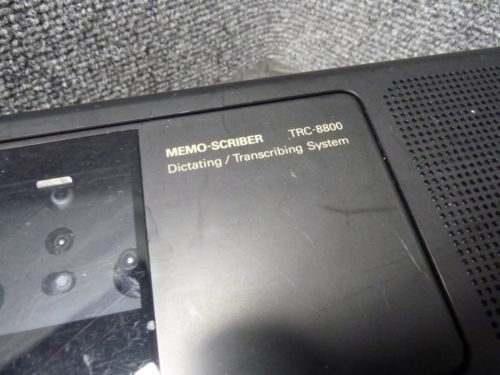 MEMO-SCRIBER TRC-8800
Dictating / Transcribing System